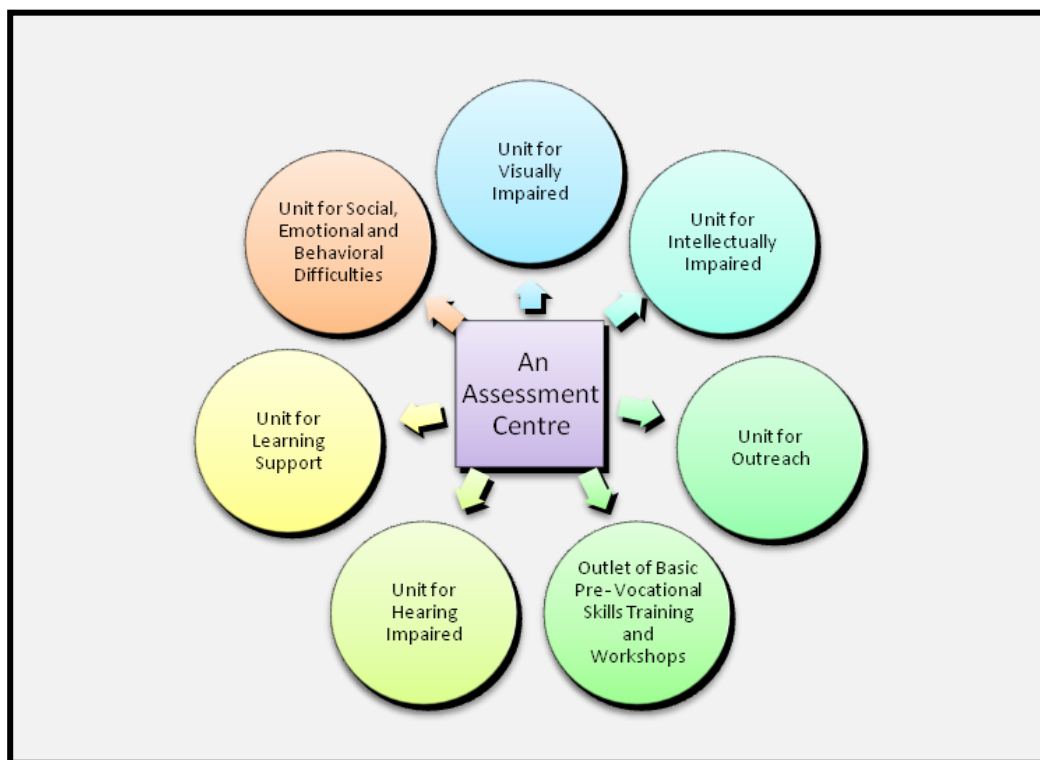 Unit for
Visually
Impaired
Unit for
Intellectually
Impaired
Unit for
Outreach
Outlet of Basic
Pre-Vocational
Skills Training
and
Workshops
Unit for
Hearing
Impaired
Unit for
Learning
Support
Unit for Social,
Emotional and
Behavioral
Difficulties
An
Assessment
Centre